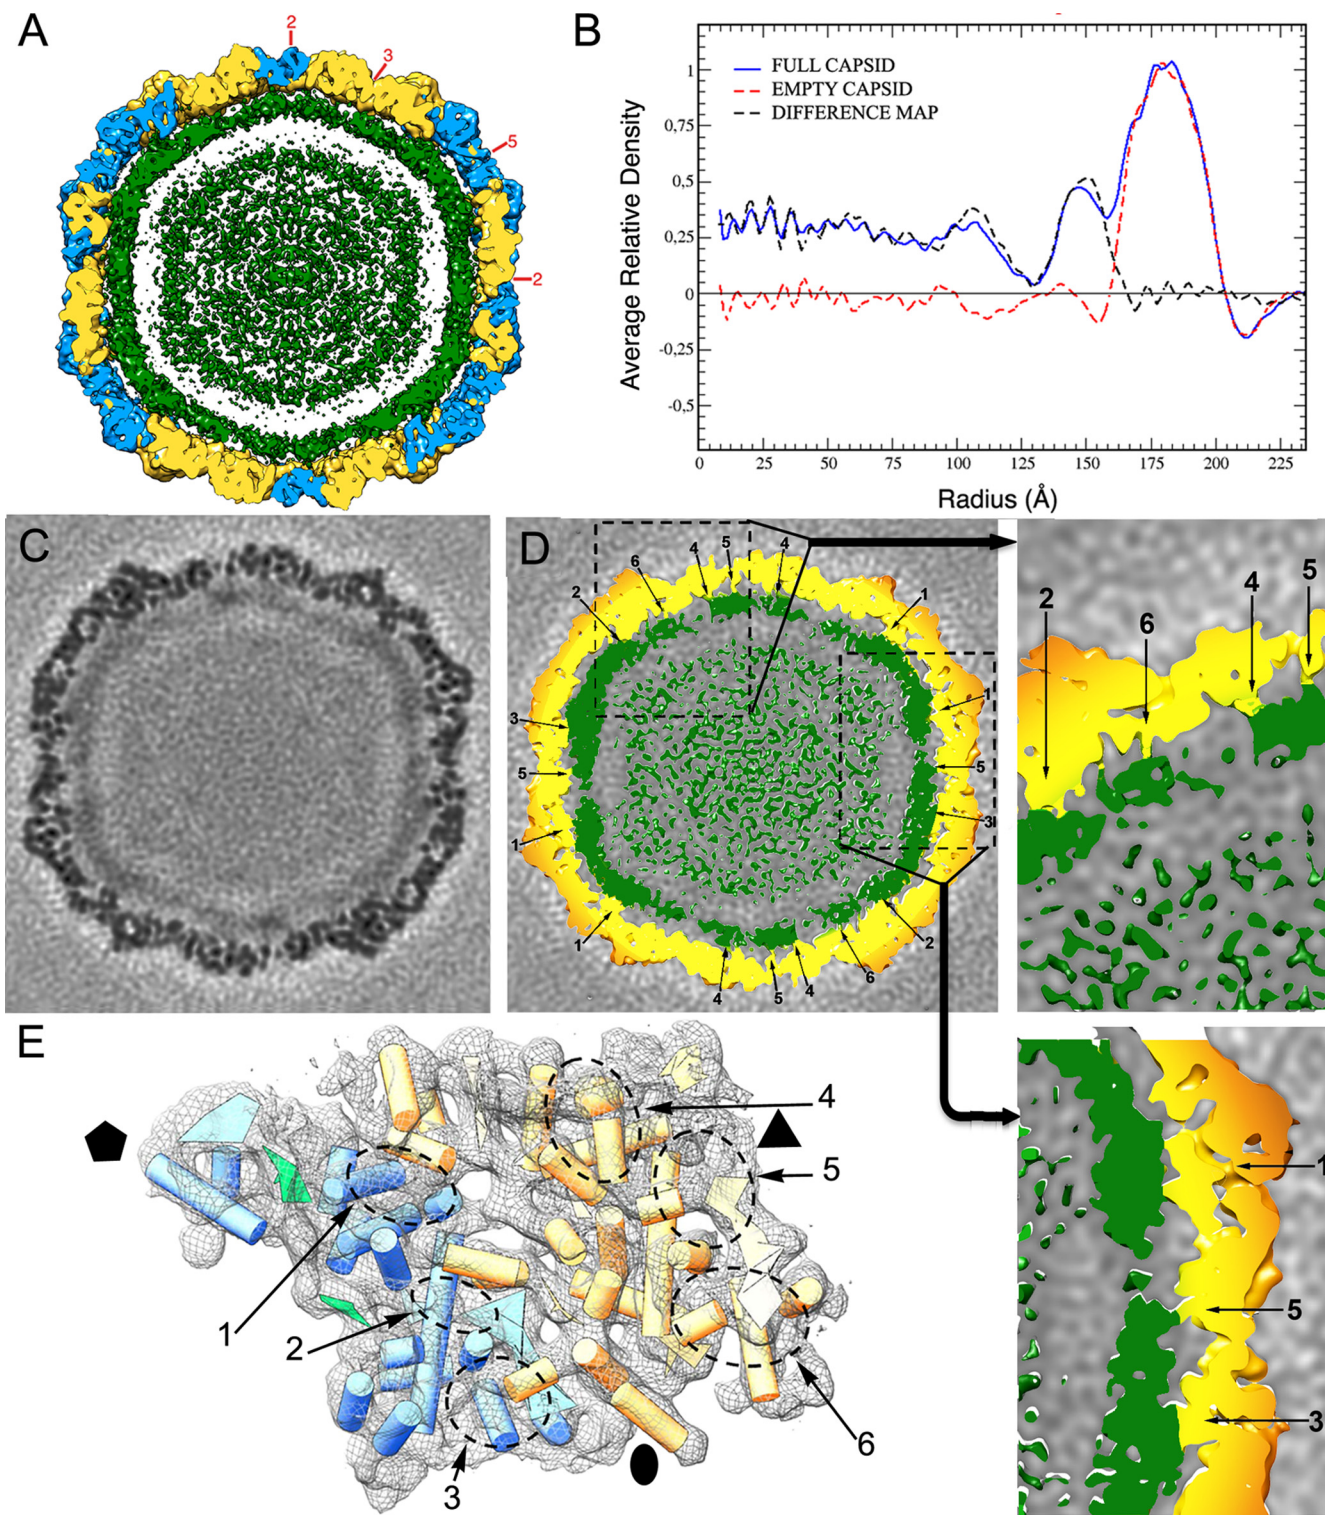 A
2
3
5
2
B
FULL CAPSID
EMPTY CAPSID
DIFFERENCE MAP
Average Relative Density
1
0,75
0,5
0,25
0
-0,25
-0,5
0 25 50 75 100 125 150 175 200 225
Radius (Å)
C
D
4 5 4
6
2
1
3
1
5
5
1
3
1
2
6
4 5 4
2
6
4
5
E
4
5
1
2
3
6
1
5
3